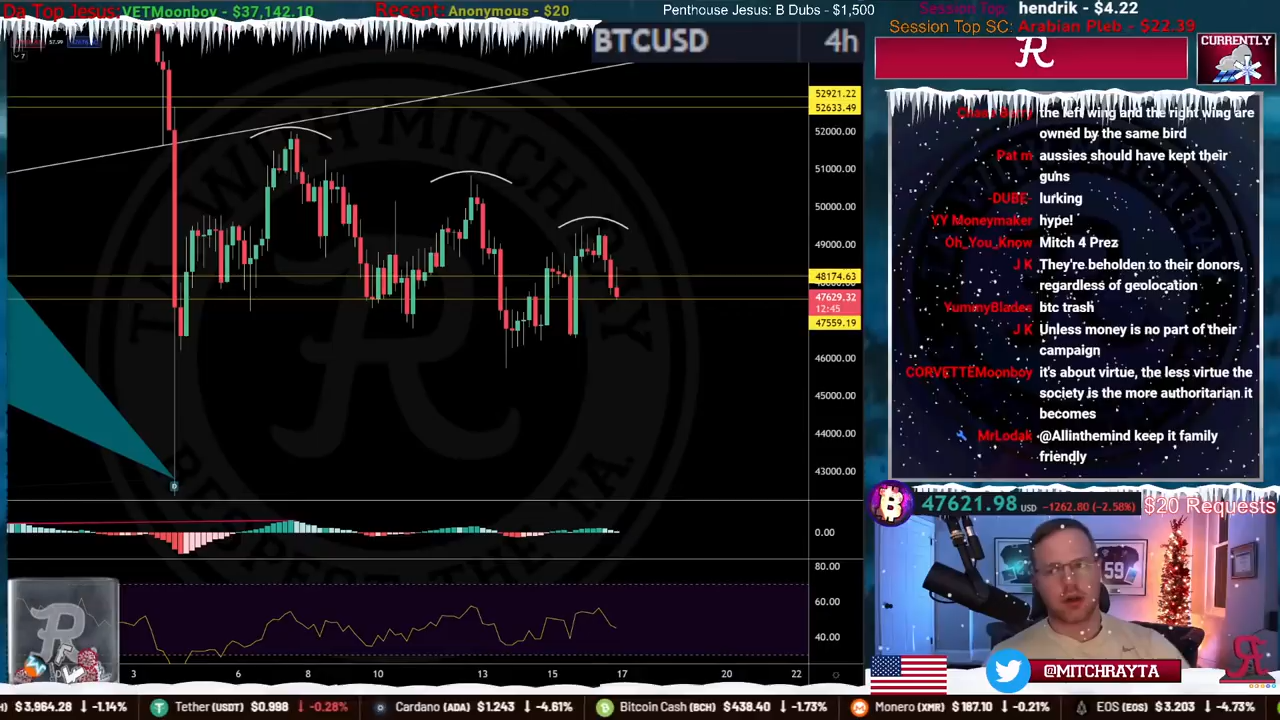 Da Top Jesus: VETMoonboy - $37,142.10
Recent: Anonymous - $20
Penthouse Jesus: B Dubs - $1,500
Session Top: hendrik - $4.22
Session Top SC: Arabian Pleb - $22.39
BTCUSD 4h
CURRENTLY
52921.22
52633.49
52000.00
51000.00
50000.00
49000.00
48174.63
47629.32
12:45
47559.19
46000.00
45000.00
44000.00
43000.00
0.00
80.00
60.00
40.00
3 6 8 10 13 15 17 20 22
Chase Berry the left wing and the right wing are
owned by the same bird
Pat m aussies should have kept their
guns
-DUBE- lurking
YY Moneymaker hype!
Oh_You_Know Mitch 4 Prez
J K They're beholden to their donors,
regardless of geolocation
YummyBlades btc trash
J K Unless money is no part of their
campaign
CORVETTEMoonboy it's about virtue, the less virtue the
society is the more authoritarian it
becomes
MrLodak @Allinthemind keep it family
friendly
47621.98 USD -1262.80 (-2.58%)
$20 Requests
59
@MITCHRAYTA
$3,964.28 ↓ -1.14% Tether (USDT) $0.998 ↓ -0.28% Cardano (ADA) $1.243 ↓ -4.61% Bitcoin Cash (BCH) $438.40 ↓ -1.73% Monero (XMR) $187.10 ↓ -0.21% EOS (EOS) $3.203 ↓ -4.73%